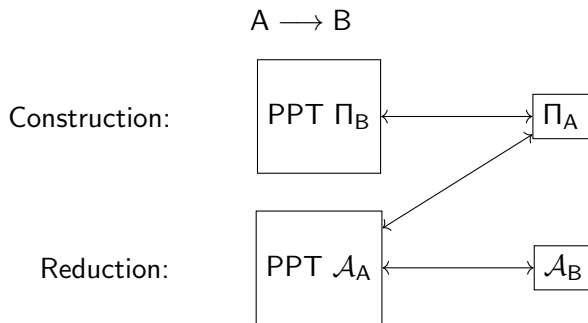 A ⟶ B
Construction: PPT Π_B Π_A
Reduction: PPT 𝒜_A 𝒜_B